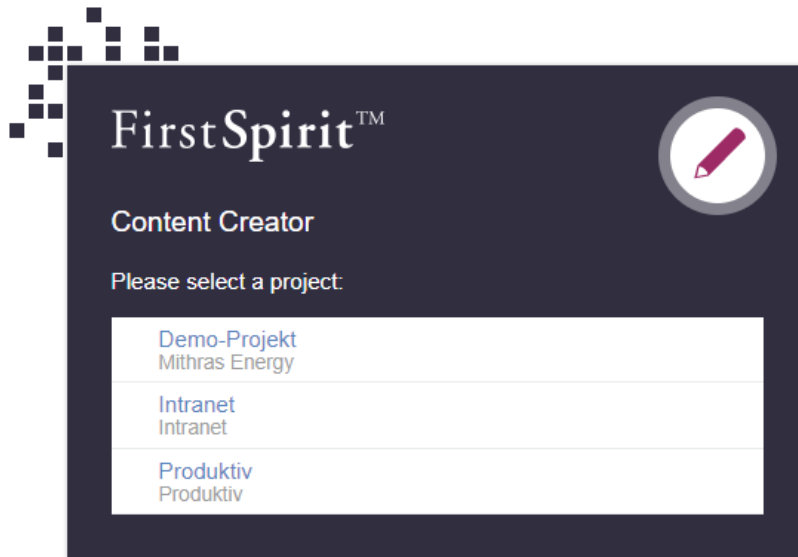 FirstSpirit™
Content Creator
Please select a project:
Demo-Projekt
Mithras Energy
Intranet
Intranet
Produktiv
Produktiv